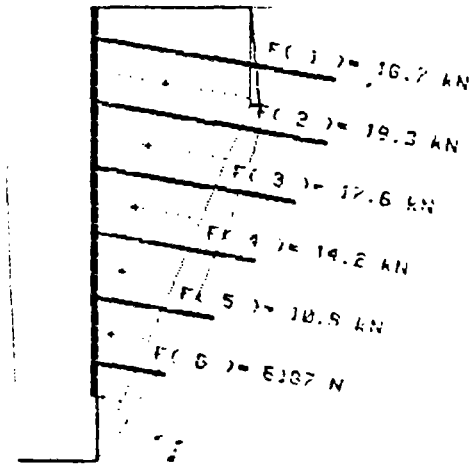 F( 1 )= 16.7 kN
F( 2 )= 19.3 kN
F( 3 )= 17.6 kN
F( 4 )= 14.2 kN
F( 5 )= 10.5 kN
F( 6 )= 6107 N